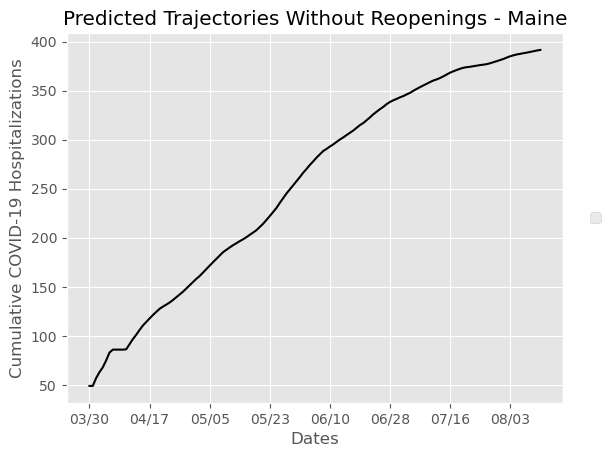 Predicted Trajectories Without Reopenings - Maine
Cumulative COVID-19 Hospitalizations
400
350
300
250
200
150
100
50
03/30 04/17 05/05 05/23 06/10 06/28 07/16 08/03
Dates